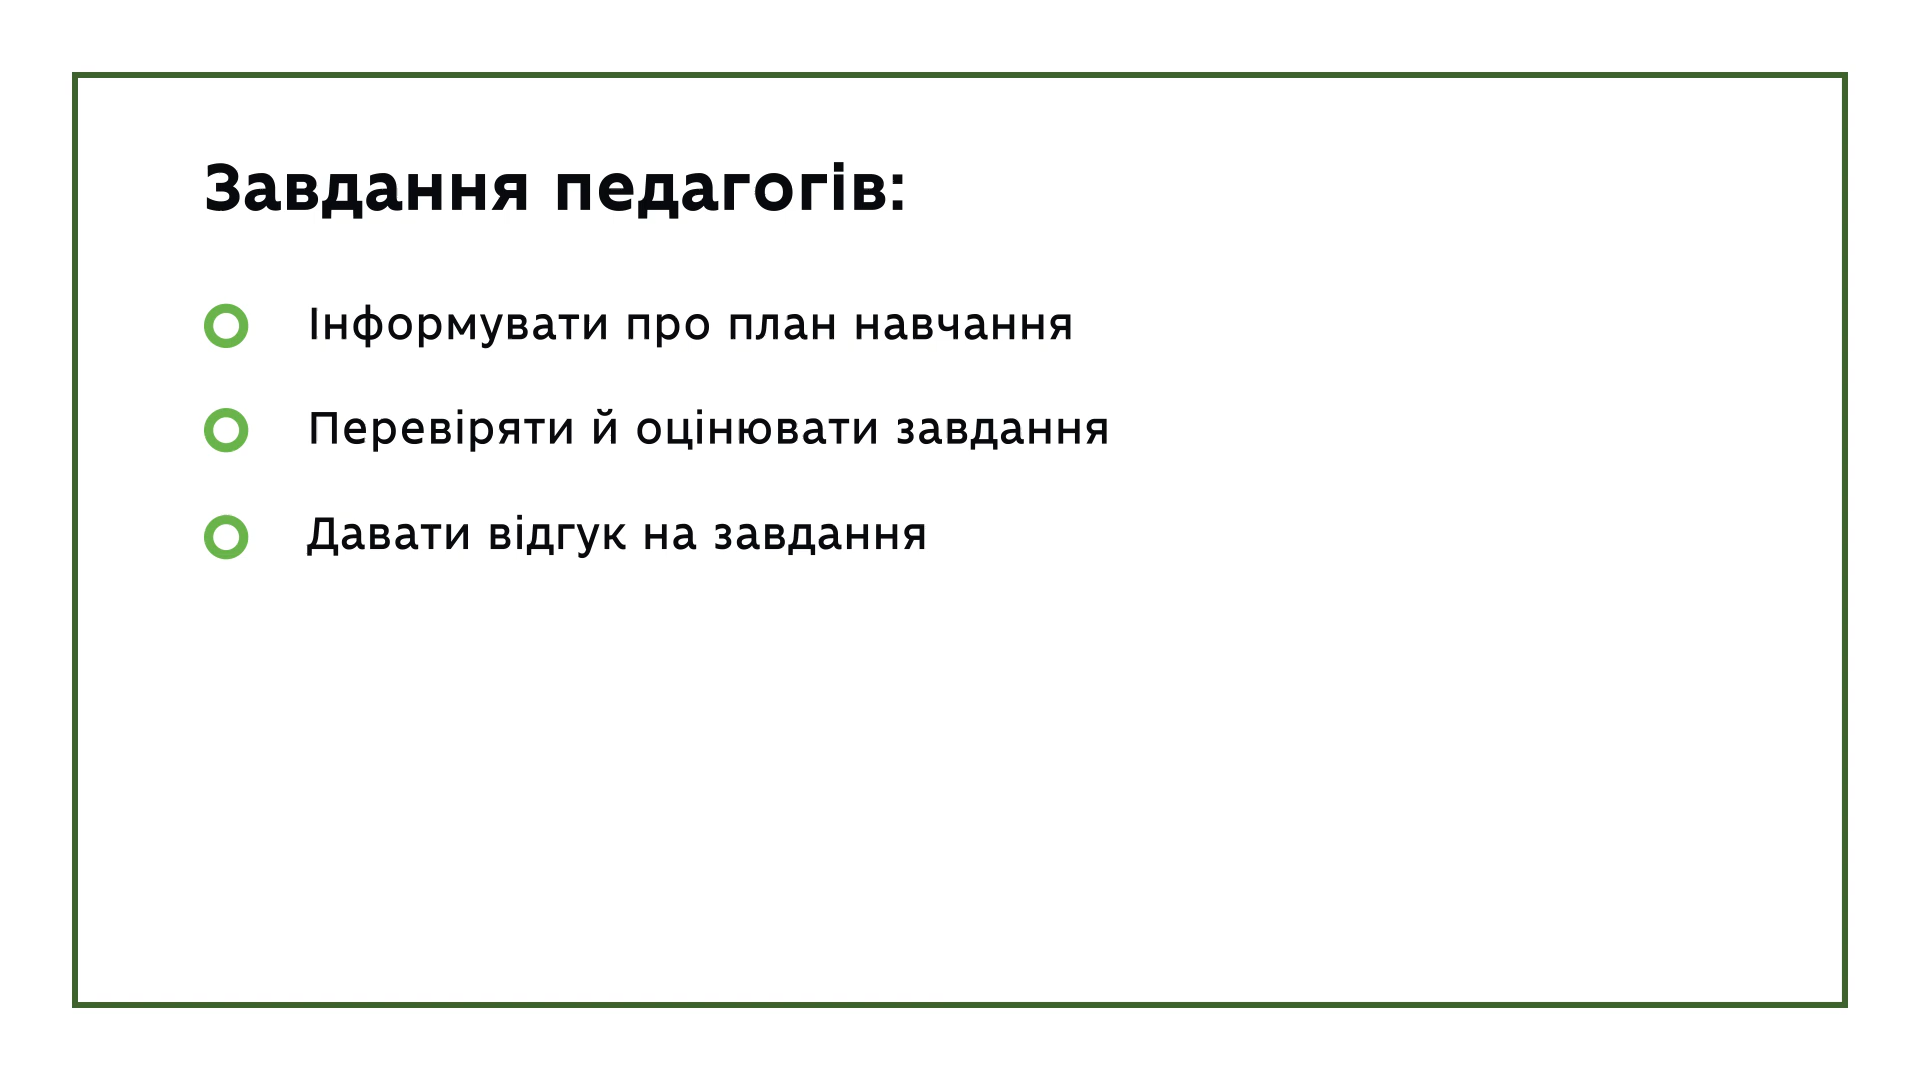 Завдання педагогів:
Інформувати про план навчання
Перевіряти й оцінювати завдання
Давати відгук на завдання